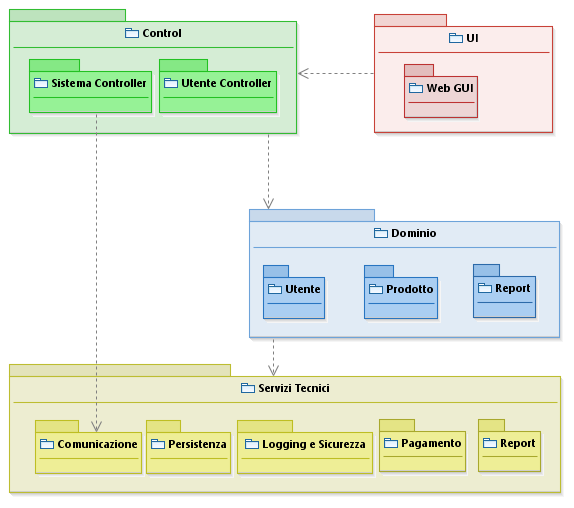 Control
UI
Sistema Controller
Utente Controller
Web GUI
Dominio
Utente
Prodotto
Report
Servizi Tecnici
Comunicazione
Persistenza
Logging e Sicurezza
Pagamento
Report